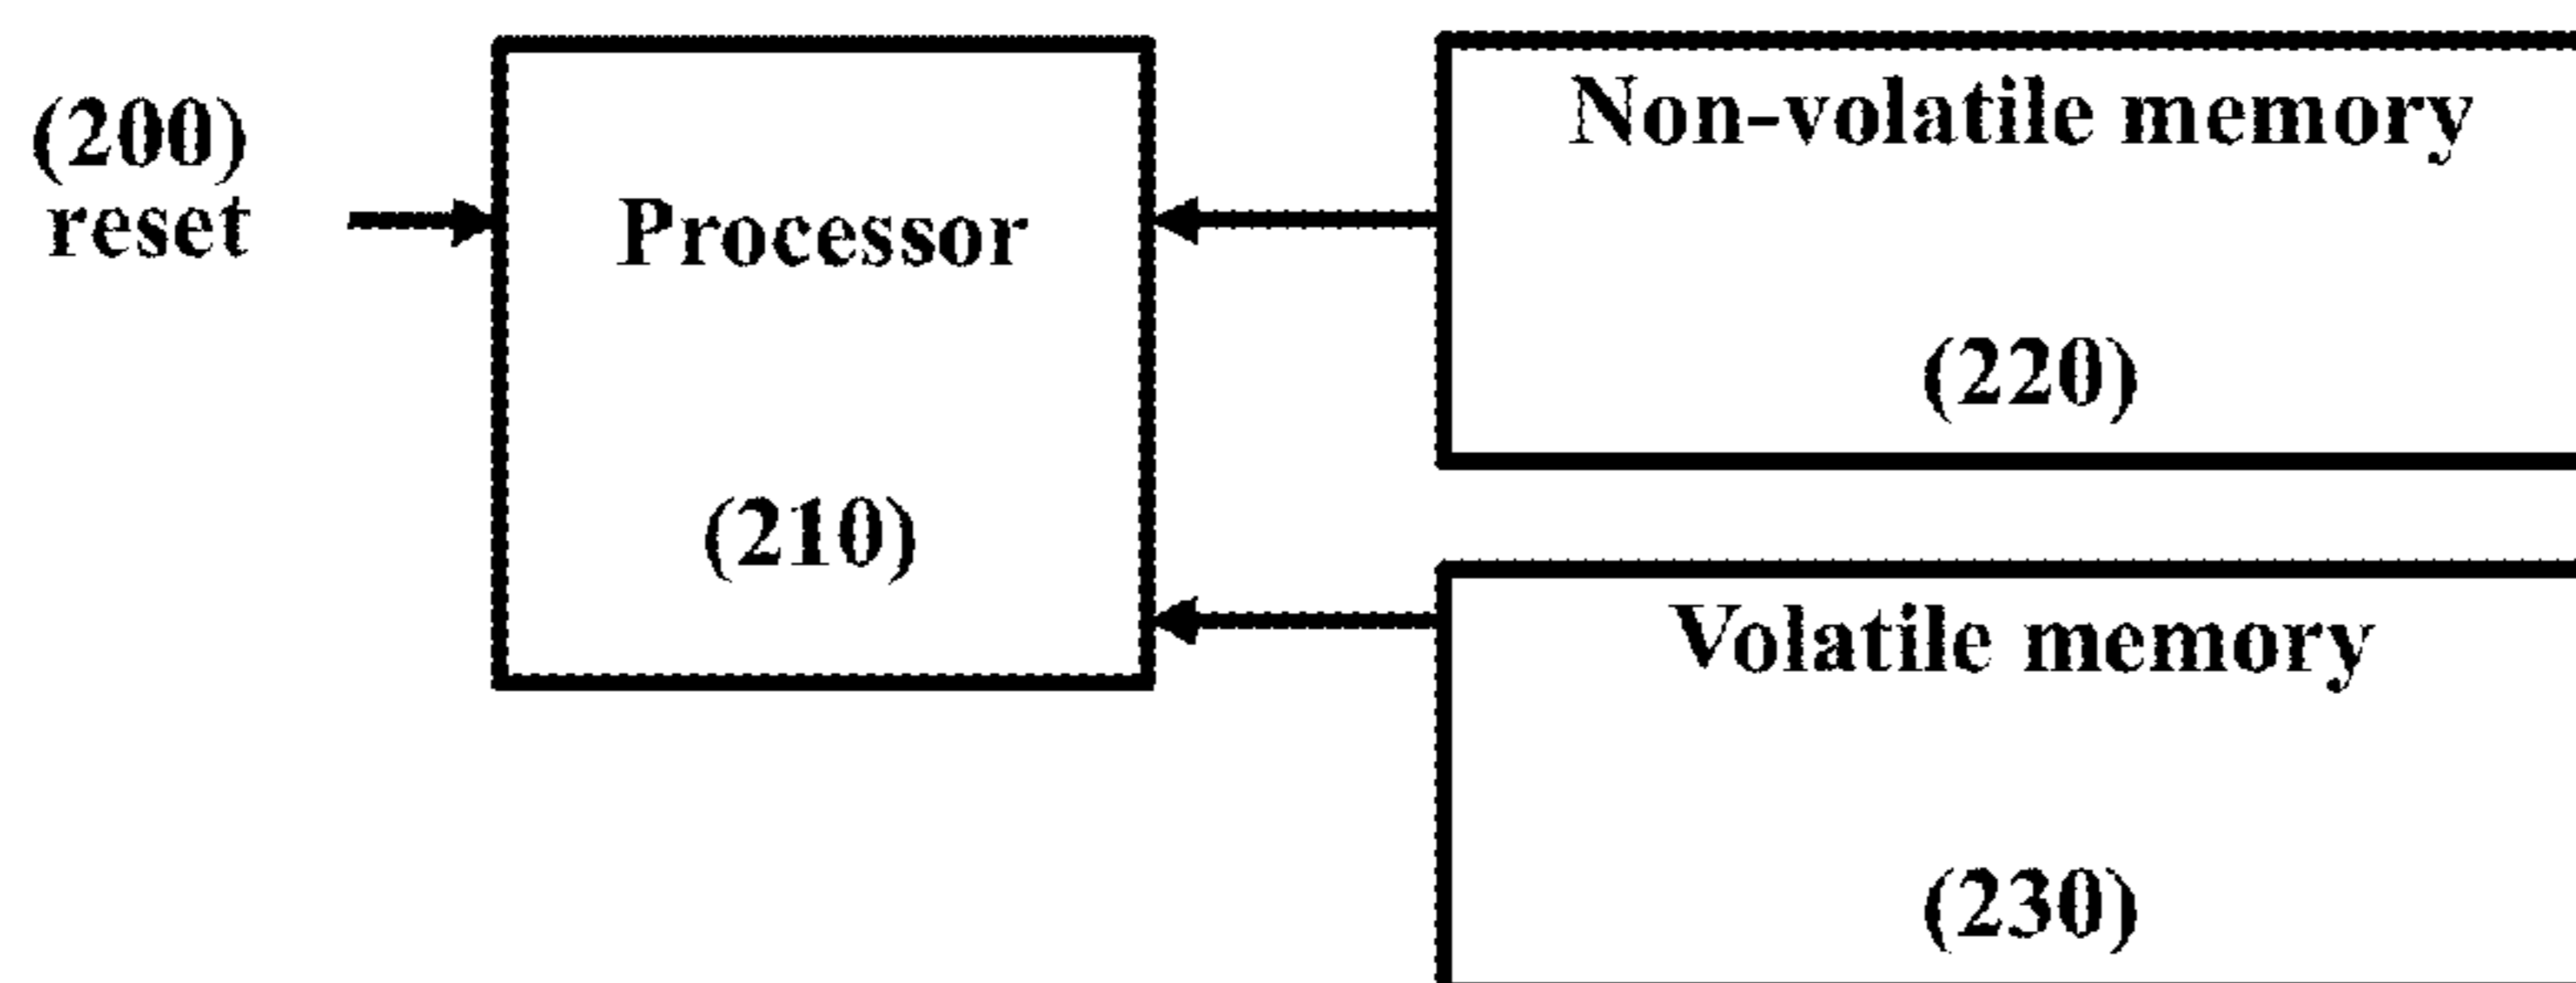 (200)
reset
Processor
(210)
Non-volatile memory
(220)
Volatile memory
(230)